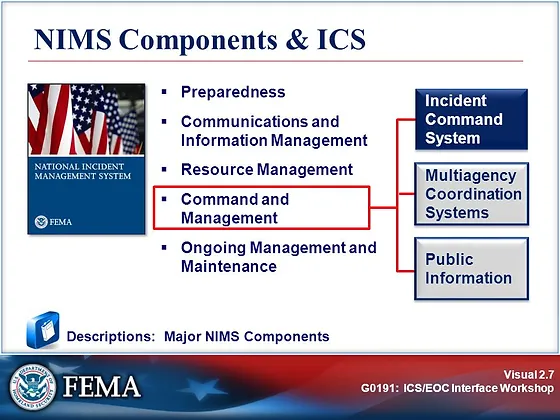 NIMS Components & ICS
NATIONAL INCIDENT
MANAGEMENT SYSTEM
FEMA
▪ Preparedness
▪ Communications and
Information Management
▪ Resource Management
▪ Command and
Management
▪ Ongoing Management and
Maintenance
Incident
Command
System
Multiagency
Coordination
Systems
Public
Information
Descriptions: Major NIMS Components
FEMA
Visual 2.7
G0191: ICS/EOC Interface Workshop